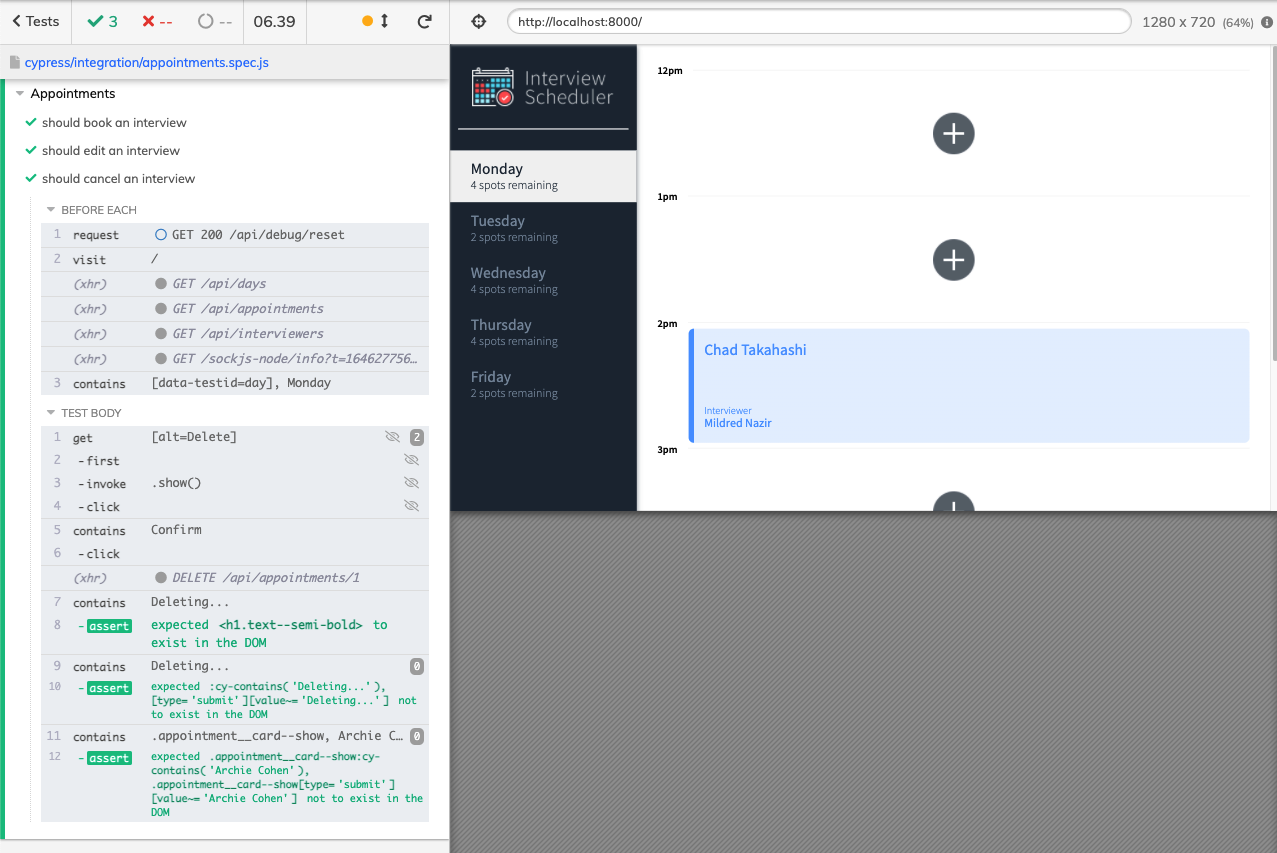 Tests 3 -- -- 06.39
cypress/integration/appointments.spec.js
Appointments
should book an interview
should edit an interview
should cancel an interview
BEFORE EACH
1 request GET 200 /api/debug/reset
2 visit /
(xhr) GET /api/days
(xhr) GET /api/appointments
(xhr) GET /api/interviewers
(xhr) GET /sockjs-node/info?t=164627756…
3 contains [data-testid=day], Monday
TEST BODY
1 get [alt=Delete] 2
2 -first
3 -invoke .show()
4 -click
5 contains Confirm
6 -click
(xhr) DELETE /api/appointments/1
7 contains Deleting...
8 -assert expected <h1.text--semi-bold> to
exist in the DOM
9 contains Deleting... 0
10 -assert expected :cy-contains('Deleting...'),
[type='submit'][value~='Deleting...'] not
to exist in the DOM
11 contains .appointment__card--show, Archie C… 0
12 -assert expected .appointment__card--show:cy-
contains('Archie Cohen'),
.appointment__card--show[type='submit']
[value~='Archie Cohen'] not to exist in the
DOM
http://localhost:8000/ 1280 x 720 (64%)
Interview
Scheduler
Monday
4 spots remaining
Tuesday
2 spots remaining
Wednesday
4 spots remaining
Thursday
4 spots remaining
Friday
2 spots remaining
12pm
1pm
2pm
Chad Takahashi
Interviewer
Mildred Nazir
3pm